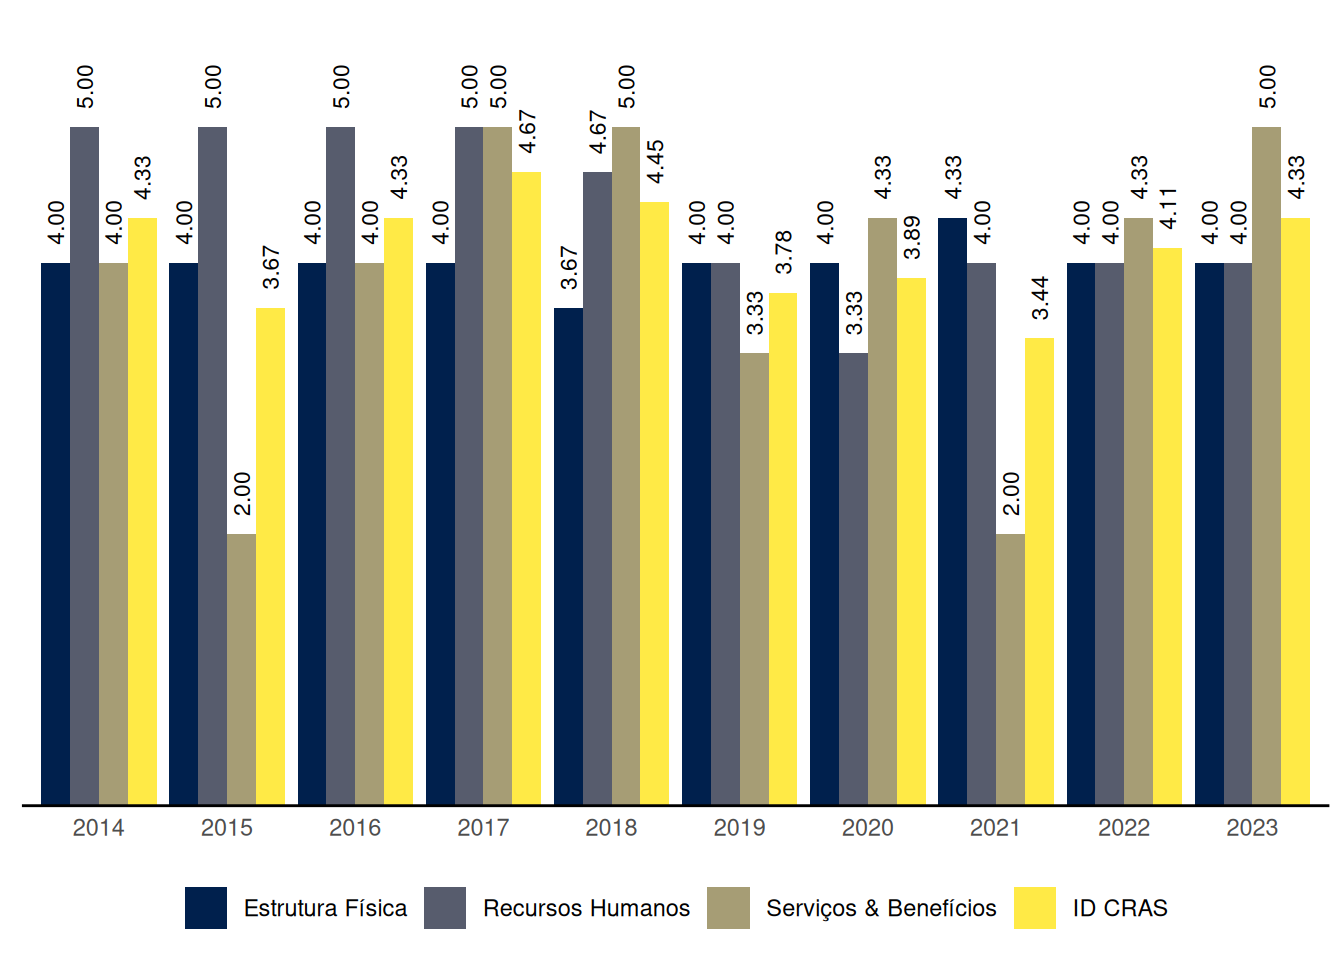 4.00 5.00 4.00 4.33
4.00 5.00 2.00 3.67
4.00 5.00 4.00 4.33
4.00 5.00 5.00 4.67
3.67 4.67 5.00 4.45
4.00 4.00 3.33 3.78
4.00 3.33 4.33 3.89
4.33 4.00 2.00 3.44
4.00 4.00 4.33 4.11
4.00 4.00 5.00 4.33
2014 2015 2016 2017 2018 2019 2020 2021 2022 2023
Estrutura Física Recursos Humanos Serviços & Benefícios ID CRAS